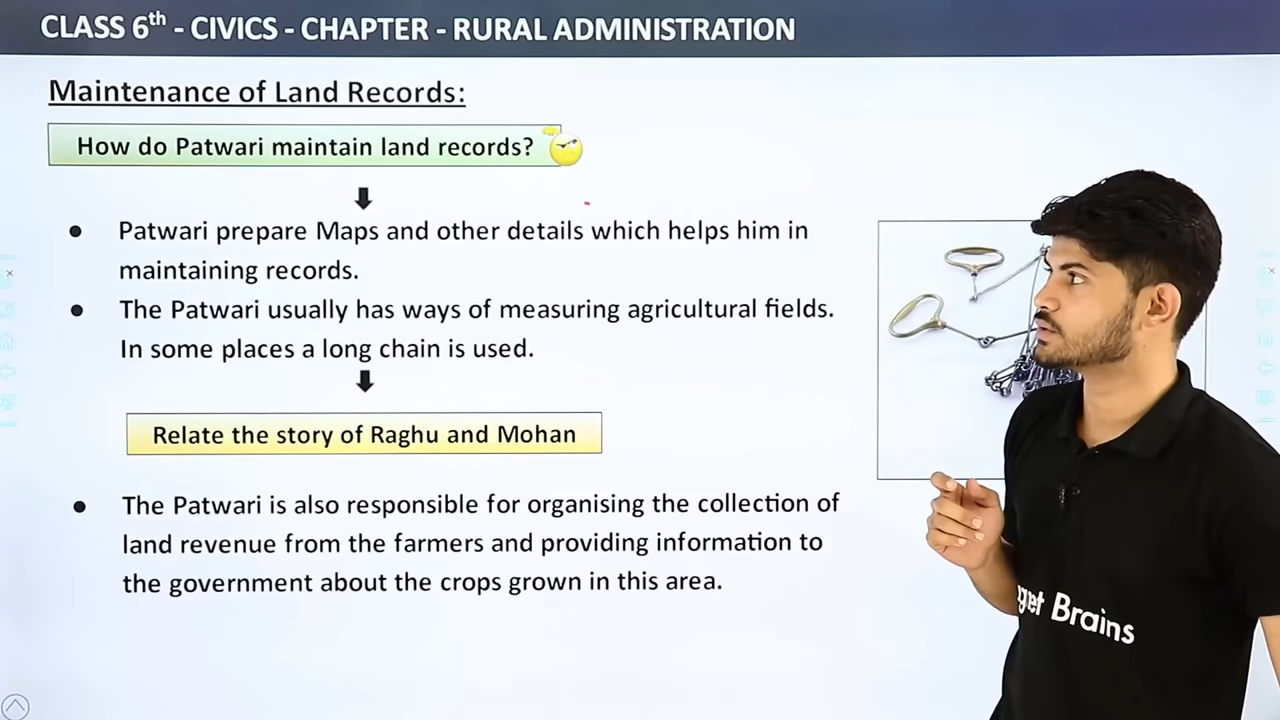 CLASS 6th - CIVICS - CHAPTER - RURAL ADMINISTRATION
Maintenance of Land Records:
How do Patwari maintain land records?
• Patwari prepare Maps and other details which helps him in
maintaining records.
• The Patwari usually has ways of measuring agricultural fields.
In some places a long chain is used.
Relate the story of Raghu and Mohan
• The Patwari is also responsible for organising the collection of
land revenue from the farmers and providing information to
the government about the crops grown in this area.
get Brains